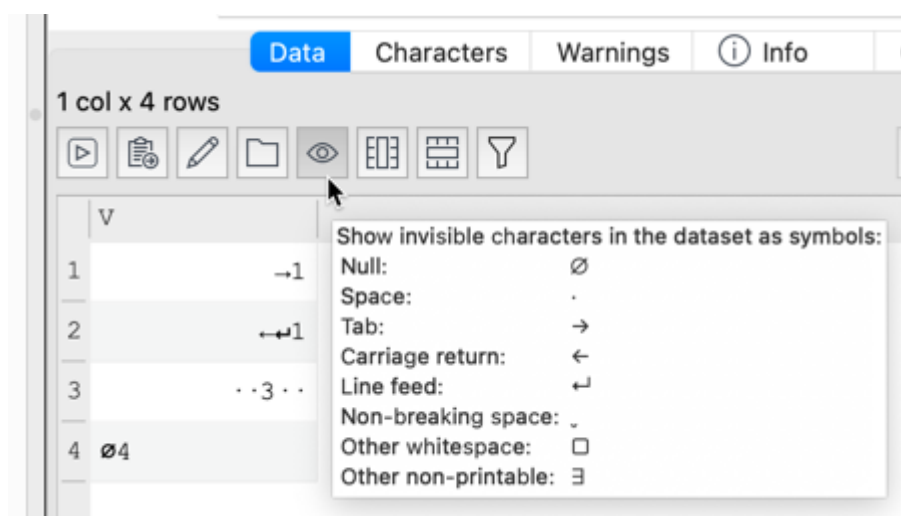 Data Characters Warnings ⓘ Info
1 col x 4 rows
V
1 →1
2 ←↵1
3 ··3··
4 Ø4
Show invisible characters in the dataset as symbols:
Null: Ø
Space: ·
Tab: →
Carriage return: ←
Line feed: ↵
Non-breaking space: ˬ
Other whitespace: ▢
Other non-printable: ∃